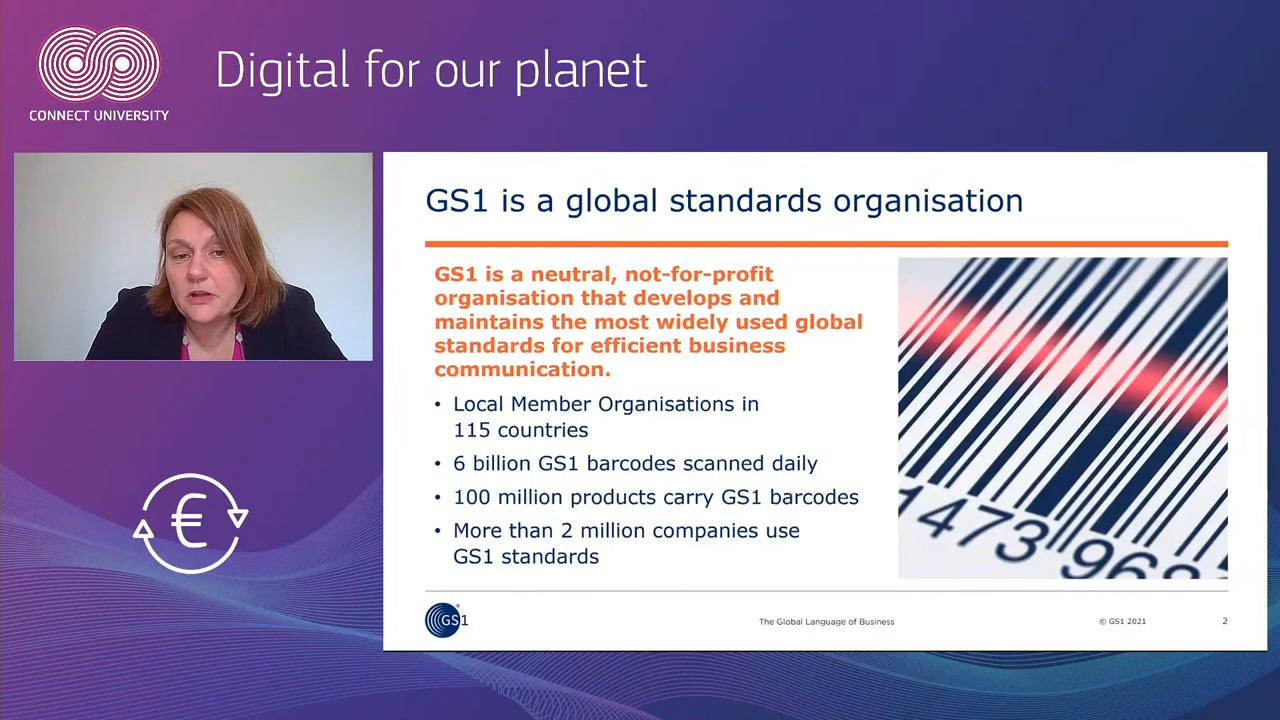 Digital for our planet
CONNECT UNIVERSITY
GS1 is a global standards organisation
GS1 is a neutral, not-for-profit
organisation that develops and
maintains the most widely used global
standards for efficient business
communication.
• Local Member Organisations in
115 countries
• 6 billion GS1 barcodes scanned daily
• 100 million products carry GS1 barcodes
• More than 2 million companies use
GS1 standards
1473
€
GS1
The Global Language of Business
© GS1 2021
2